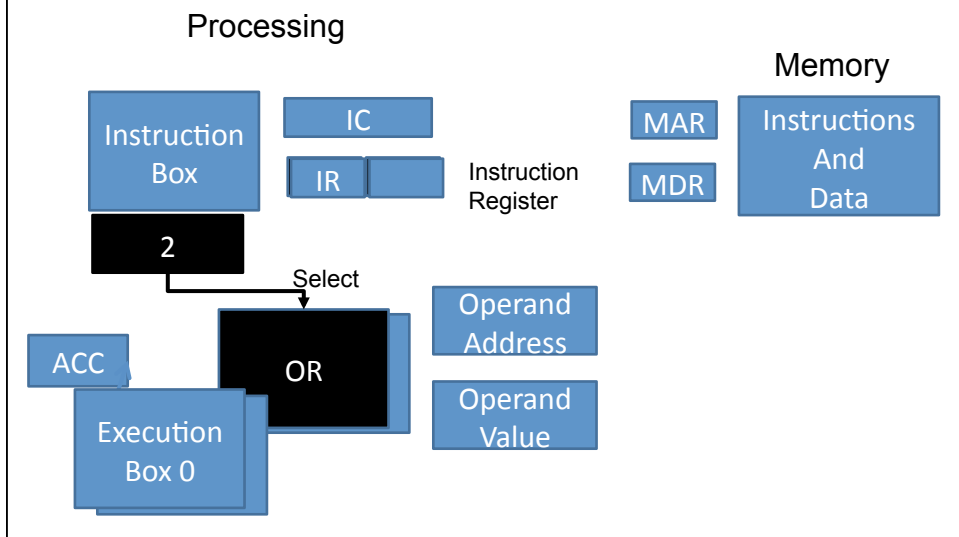 Processing
Memory
Instruction
Box
IC
IR
Instruction
Register
MAR
MDR
Instructions
And
Data
2
Select
OR
Operand
Address
ACC
Operand
Value
Execution
Box 0